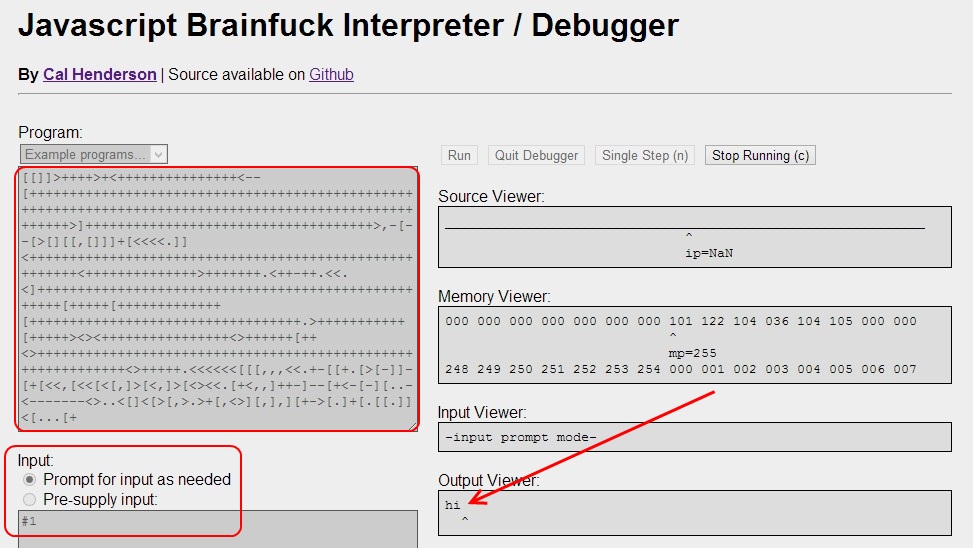 Javascript Brainfuck Interpreter / Debugger
By Cal Henderson | Source available on Github
Program:
Example programs...
[[]]>++++>+<+++++++++++++++<--
[++++++++++++++++++++++++++++++++++++++++++++++++
+++++++++++++++++++++++++++++++++++++++++++++++++
++++++>]++++++++++++++++++++++++++++++++++++>,-[-
-[>[][[,[]]]+[<<<<.]]
<++++++++++++++++++++++++++++++++++++++++++++++++
+++++++<++++++++++++++>+++++++.<++-++.<<.
<]+++++++++++++++++++++++++++++++++++++++++++++++
+++++[+++++[+++++++++++++
[++++++++++++++++++++++++++++++++++.>+++++++++++
[+++++><><++++++++++++++++<>++++++[++
<>+++++++++++++++++++++++++++++++++++++++++++++++
+++++++++++++<>+++++.<<<<<<[[[,,,<<.+-[[+.[>[-]]-
[+[<<,[<<[<[,]>[<,]>[<><<.[+<,,]++-]--[+<-[-][..-
<-------<>..<[]<[>[,>.>+[,<>][,],][+->[.]+[.[[.]]
<[...[+
Input:
Prompt for input as needed
Pre-supply input:
#1
Run Quit Debugger Single Step (n) Stop Running (c)
Source Viewer:
^
ip=NaN
Memory Viewer:
000 000 000 000 000 000 000 101 122 104 036 104 105 000 000
^
mp=255
248 249 250 251 252 253 254 000 001 002 003 004 005 006 007
Input Viewer:
-input prompt mode-
Output Viewer:
hi
^